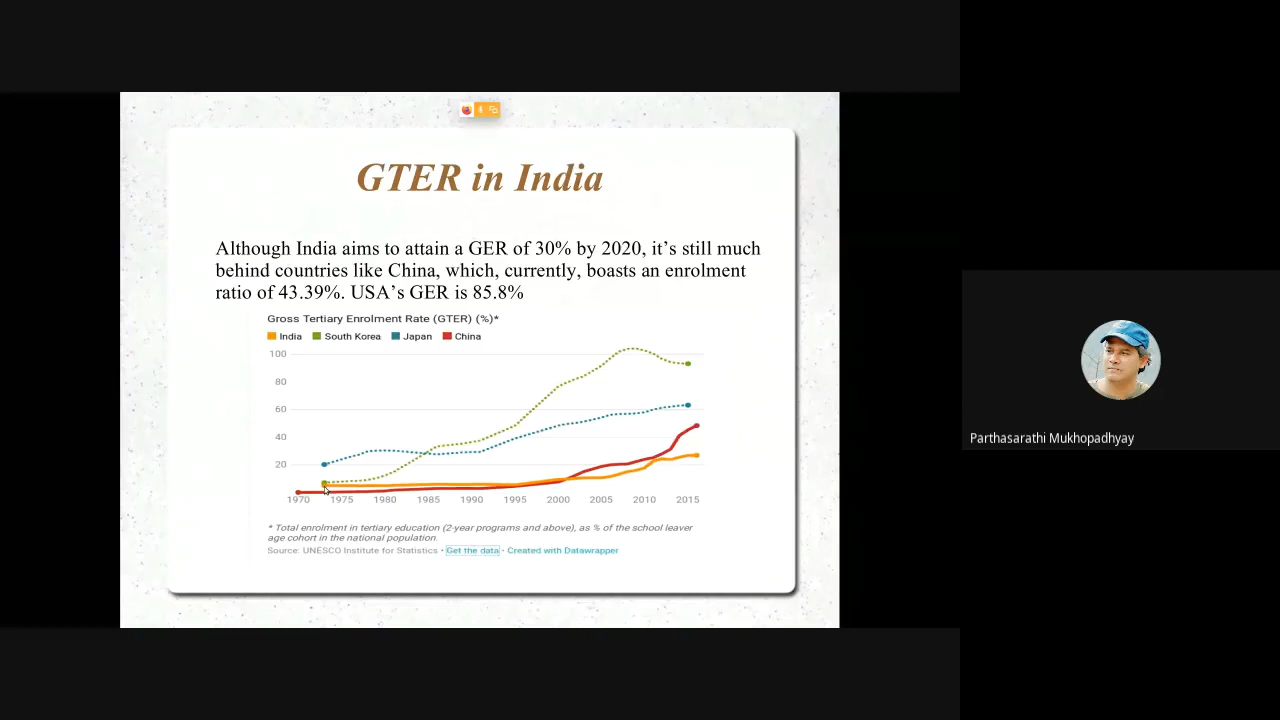 GTER in India
Although India aims to attain a GER of 30% by 2020, it's still much
behind countries like China, which, currently, boasts an enrolment
ratio of 43.39%. USA's GER is 85.8%
Gross Tertiary Enrolment Rate (GTER) (%)*
India South Korea Japan China
100
80
60
40
20
1970 1975 1980 1985 1990 1995 2000 2005 2010 2015
* Total enrolment in tertiary education (2-year programs and above), as % of the school leaver
age cohort in the national population.
Source: UNESCO Institute for Statistics • Get the data • Created with Datawrapper
Parthasarathi Mukhopadhyay